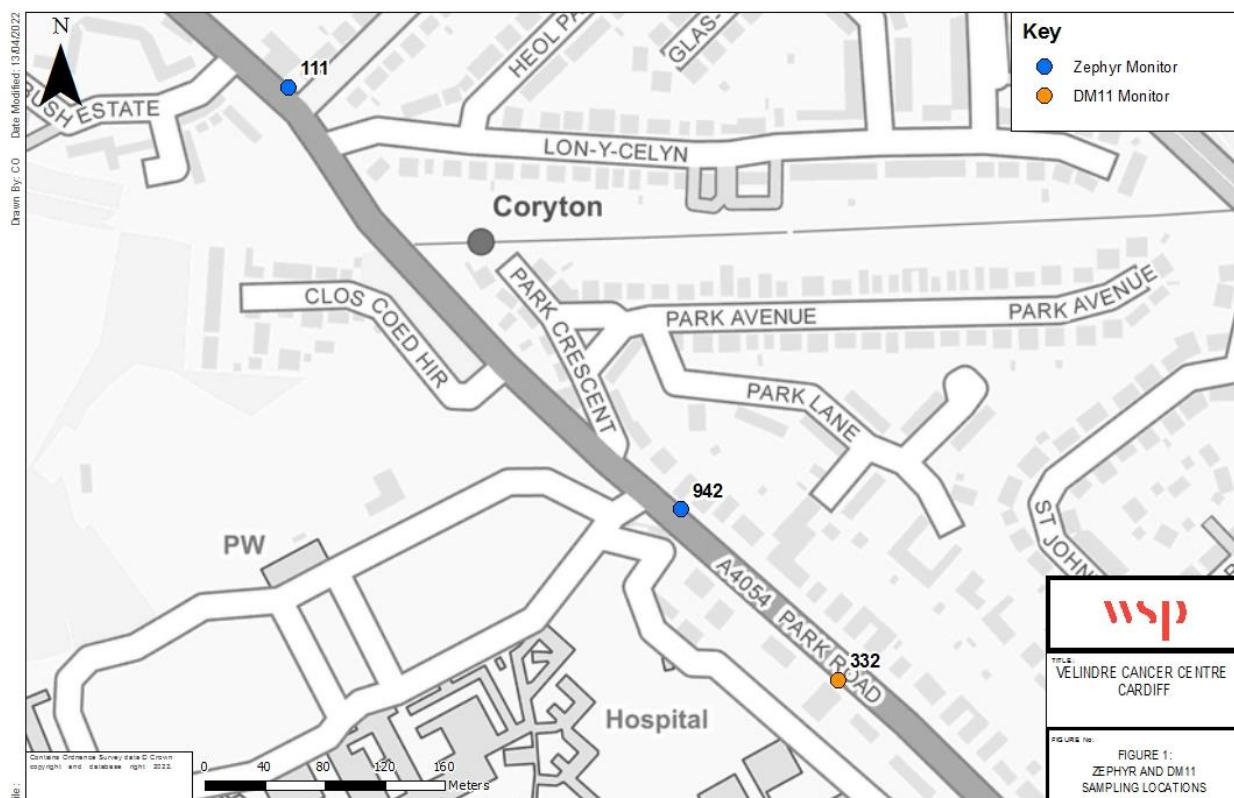 Drawn By: CO Date Modified: 13/04/2022
N
111
BUSH ESTATE
HEOL PA
GLAS-
LON-Y-CELYN
Coryton
CLOS COED HIR
PARK CRESCENT
PARK AVENUE
PARK AVENUE
PARK LANE
942
PW
ST JOHN
A4054 PARK ROAD
332
Hospital
Key
Zephyr Monitor
DM11 Monitor
wsp
TITLE:
VELINDRE CANCER CENTRE
CARDIFF
FIGURE No:
FIGURE 1:
ZEPHYR AND DM11
SAMPLING LOCATIONS
Contains Ordnance Survey data © Crown
copyright and database right 2022.
0 40 80 120 160
Meters